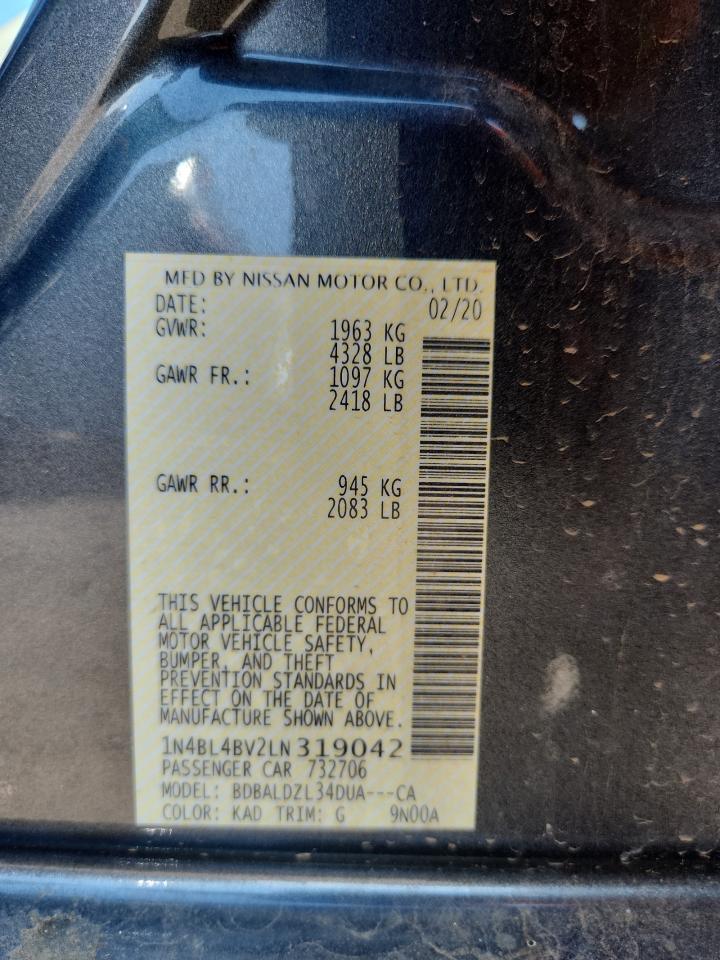 MFD BY NISSAN MOTOR CO., LTD.
DATE: 02/20
GVWR: 1963 KG
4328 LB
GAWR FR.: 1097 KG
2418 LB
GAWR RR.: 945 KG
2083 LB
THIS VEHICLE CONFORMS TO
ALL APPLICABLE FEDERAL
MOTOR VEHICLE SAFETY,
BUMPER, AND THEFT
PREVENTION STANDARDS IN
EFFECT ON THE DATE OF
MANUFACTURE SHOWN ABOVE.
1N4BL4BV2LN319042
PASSENGER CAR 732706
MODEL: BDBALDZL34DUA---CA
COLOR: KAD TRIM: G 9N00A